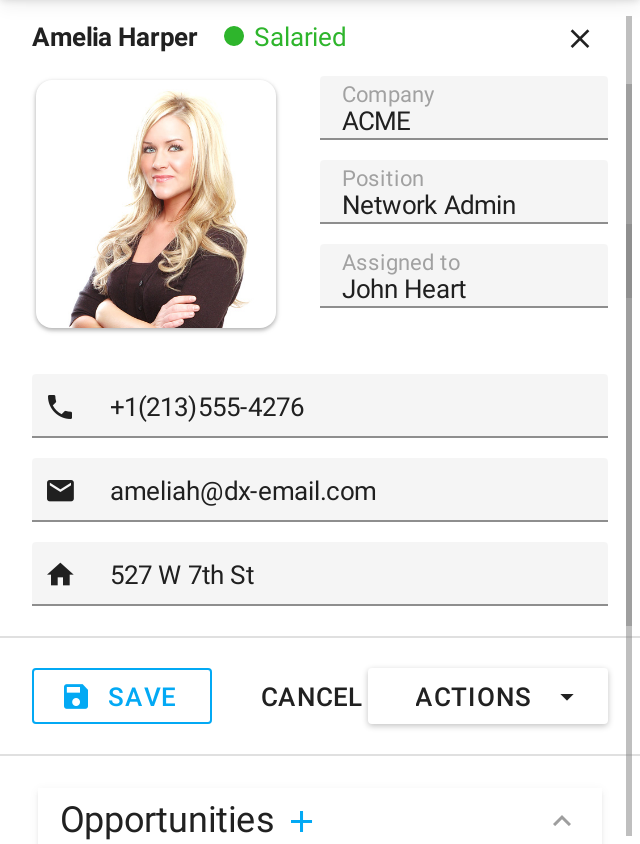 Amelia Harper Salaried
Company
ACME
Position
Network Admin
Assigned to
John Heart
+1(213)555-4276
ameliah@dx-email.com
527 W 7th St
SAVE CANCEL ACTIONS
Opportunities